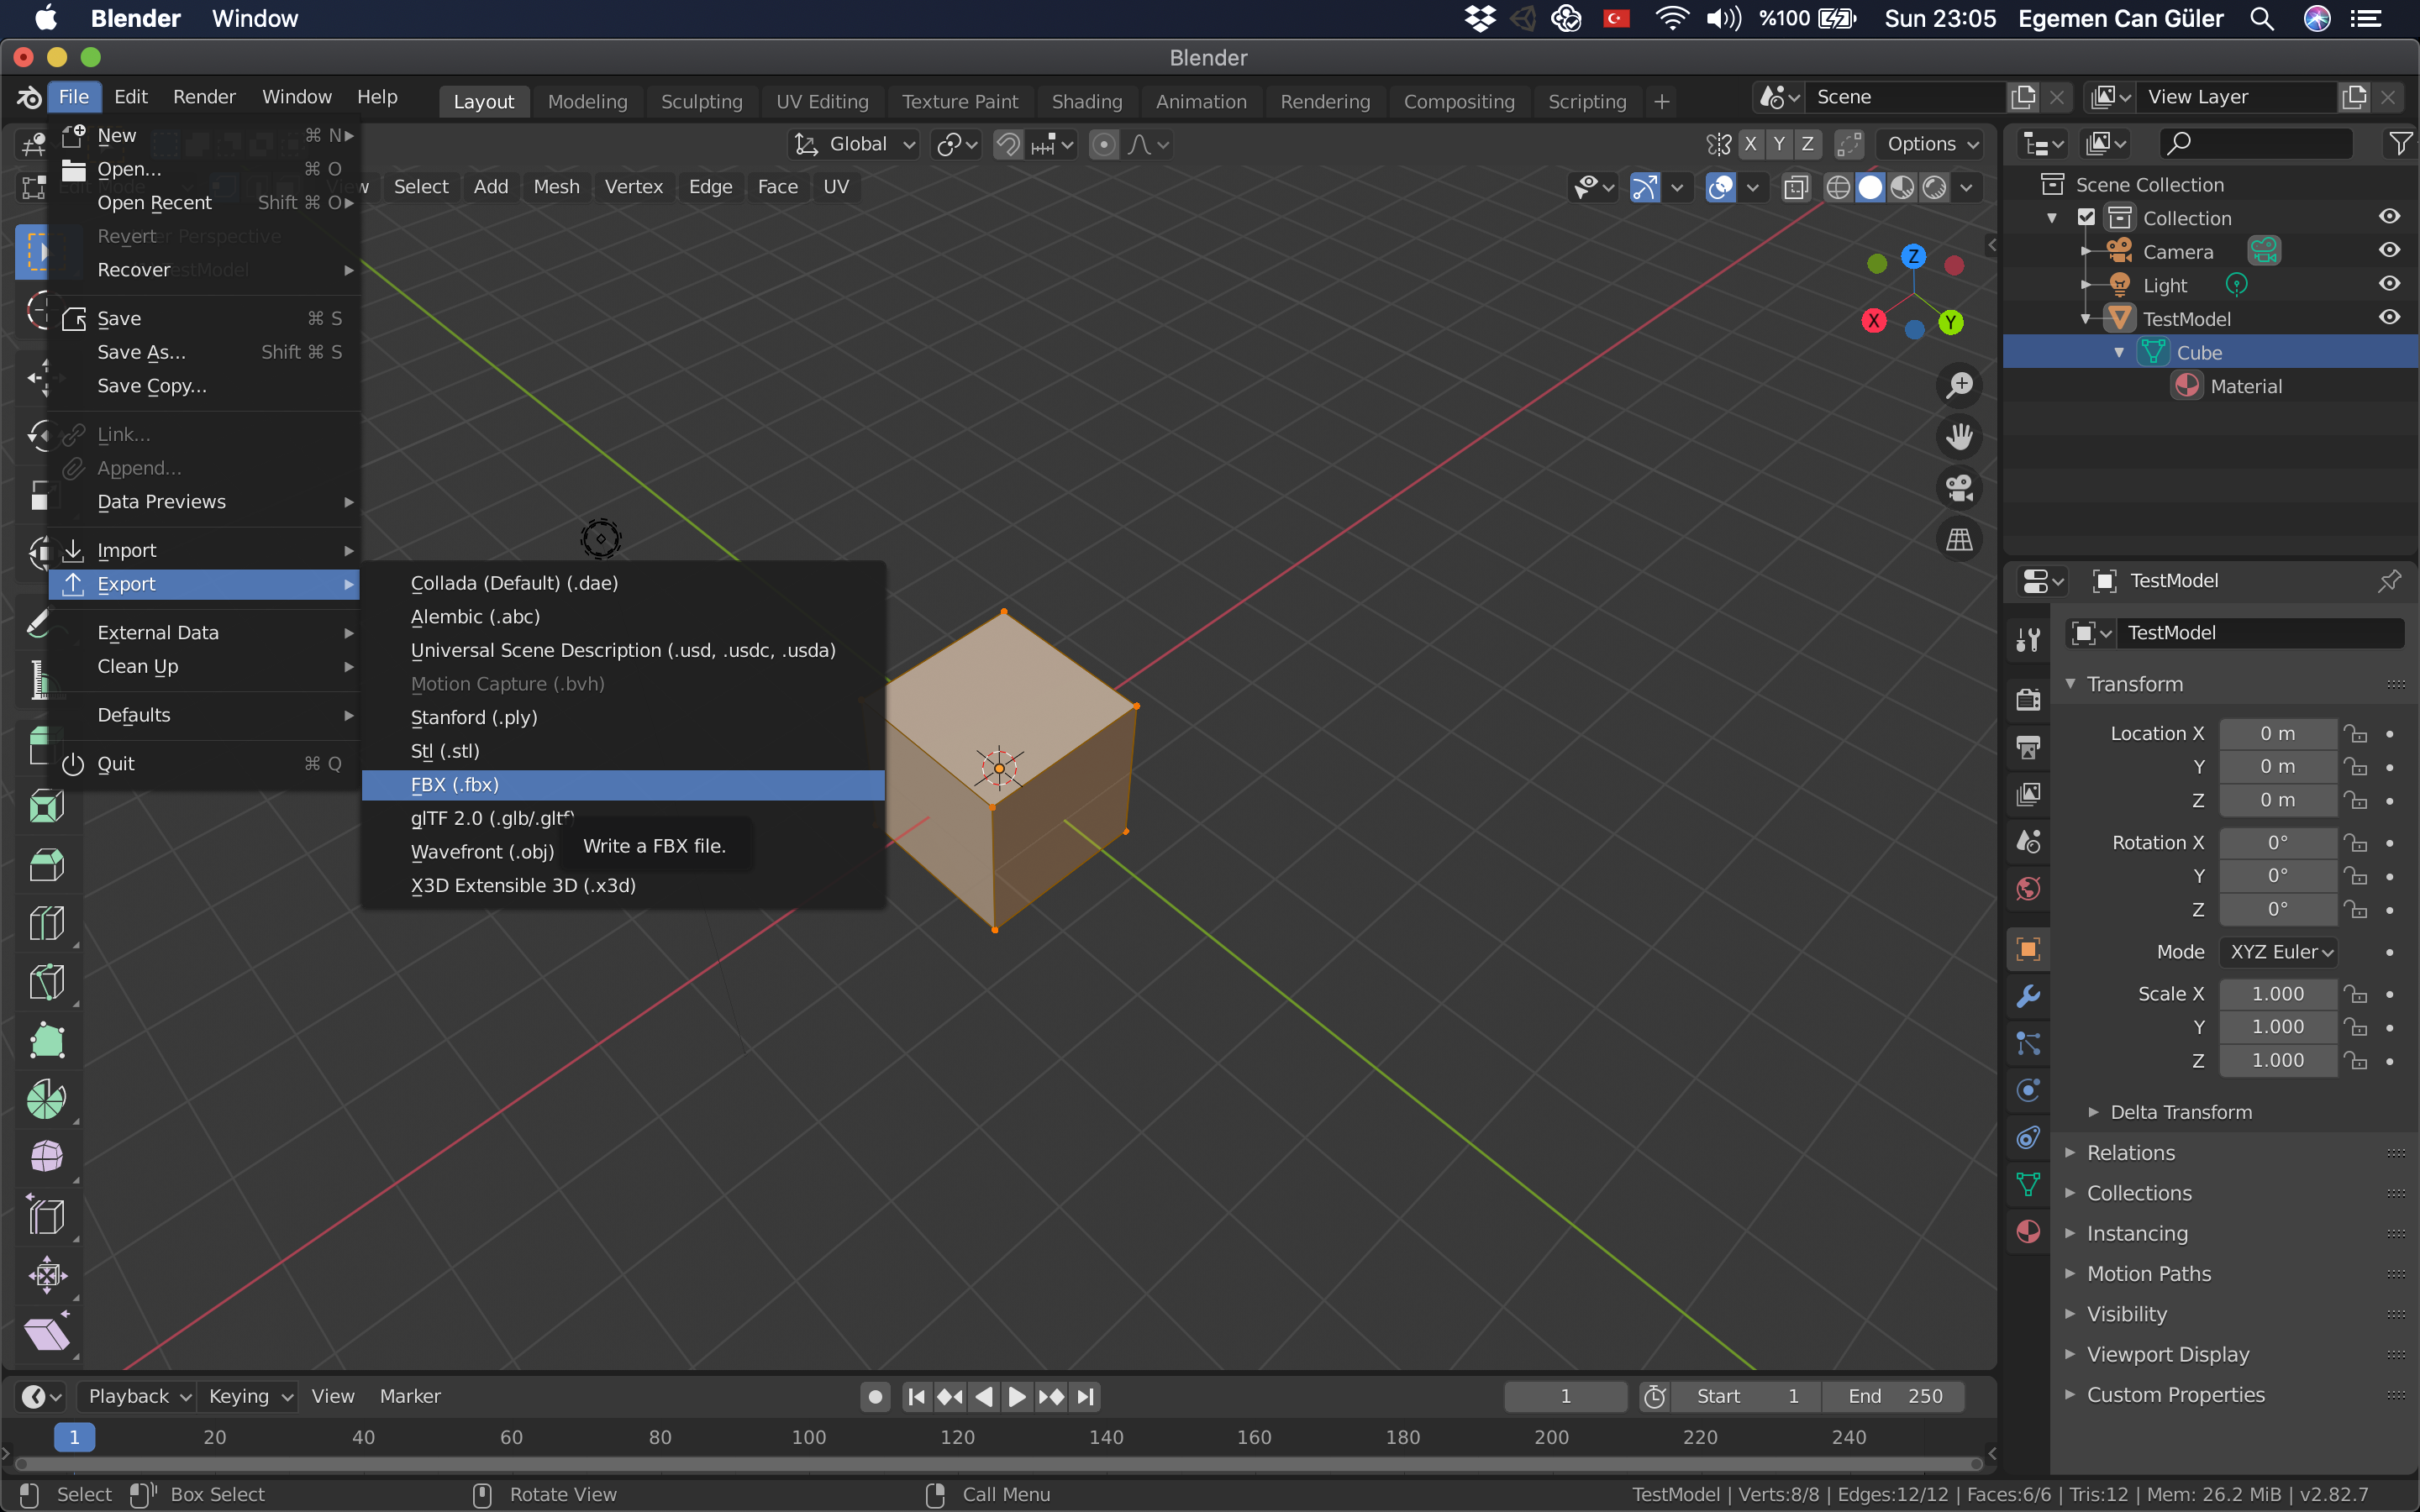 Blender Window %100 Sun 23:05 Egemen Can Güler
Blender
File Edit Render Window Help Layout Modeling Sculpting UV Editing Texture Paint Shading Animation Rendering Compositing Scripting + Scene View Layer
Global X Y Z Options
View Select Add Mesh Vertex Edge Face UV
New ⌘ N
Open... ⌘ O
Open Recent Shift ⌘ O
Revert
Recover
Save ⌘ S
Save As... Shift ⌘ S
Save Copy...
Link...
Append...
Data Previews
Import
Export
External Data
Clean Up
Defaults
Quit ⌘ Q
Collada (Default) (.dae)
Alembic (.abc)
Universal Scene Description (.usd, .usdc, .usda)
Motion Capture (.bvh)
Stanford (.ply)
Stl (.stl)
FBX (.fbx)
glTF 2.0 (.glb/.gltf)
Wavefront (.obj)
X3D Extensible 3D (.x3d)
Write a FBX file.
Z
X
Y
Scene Collection
Collection
Camera
Light
TestModel
Cube
Material
TestModel
TestModel
Transform
Location X 0 m
Y 0 m
Z 0 m
Rotation X 0°
Y 0°
Z 0°
Mode XYZ Euler
Scale X 1.000
Y 1.000
Z 1.000
Delta Transform
Relations
Collections
Instancing
Motion Paths
Visibility
Viewport Display
Custom Properties
Playback Keying View Marker 1 Start 1 End 250
1 20 40 60 80 100 120 140 160 180 200 220 240
Select Box Select Rotate View Call Menu TestModel | Verts:8/8 | Edges:12/12 | Faces:6/6 | Tris:12 | Mem: 26.2 MiB | v2.82.7